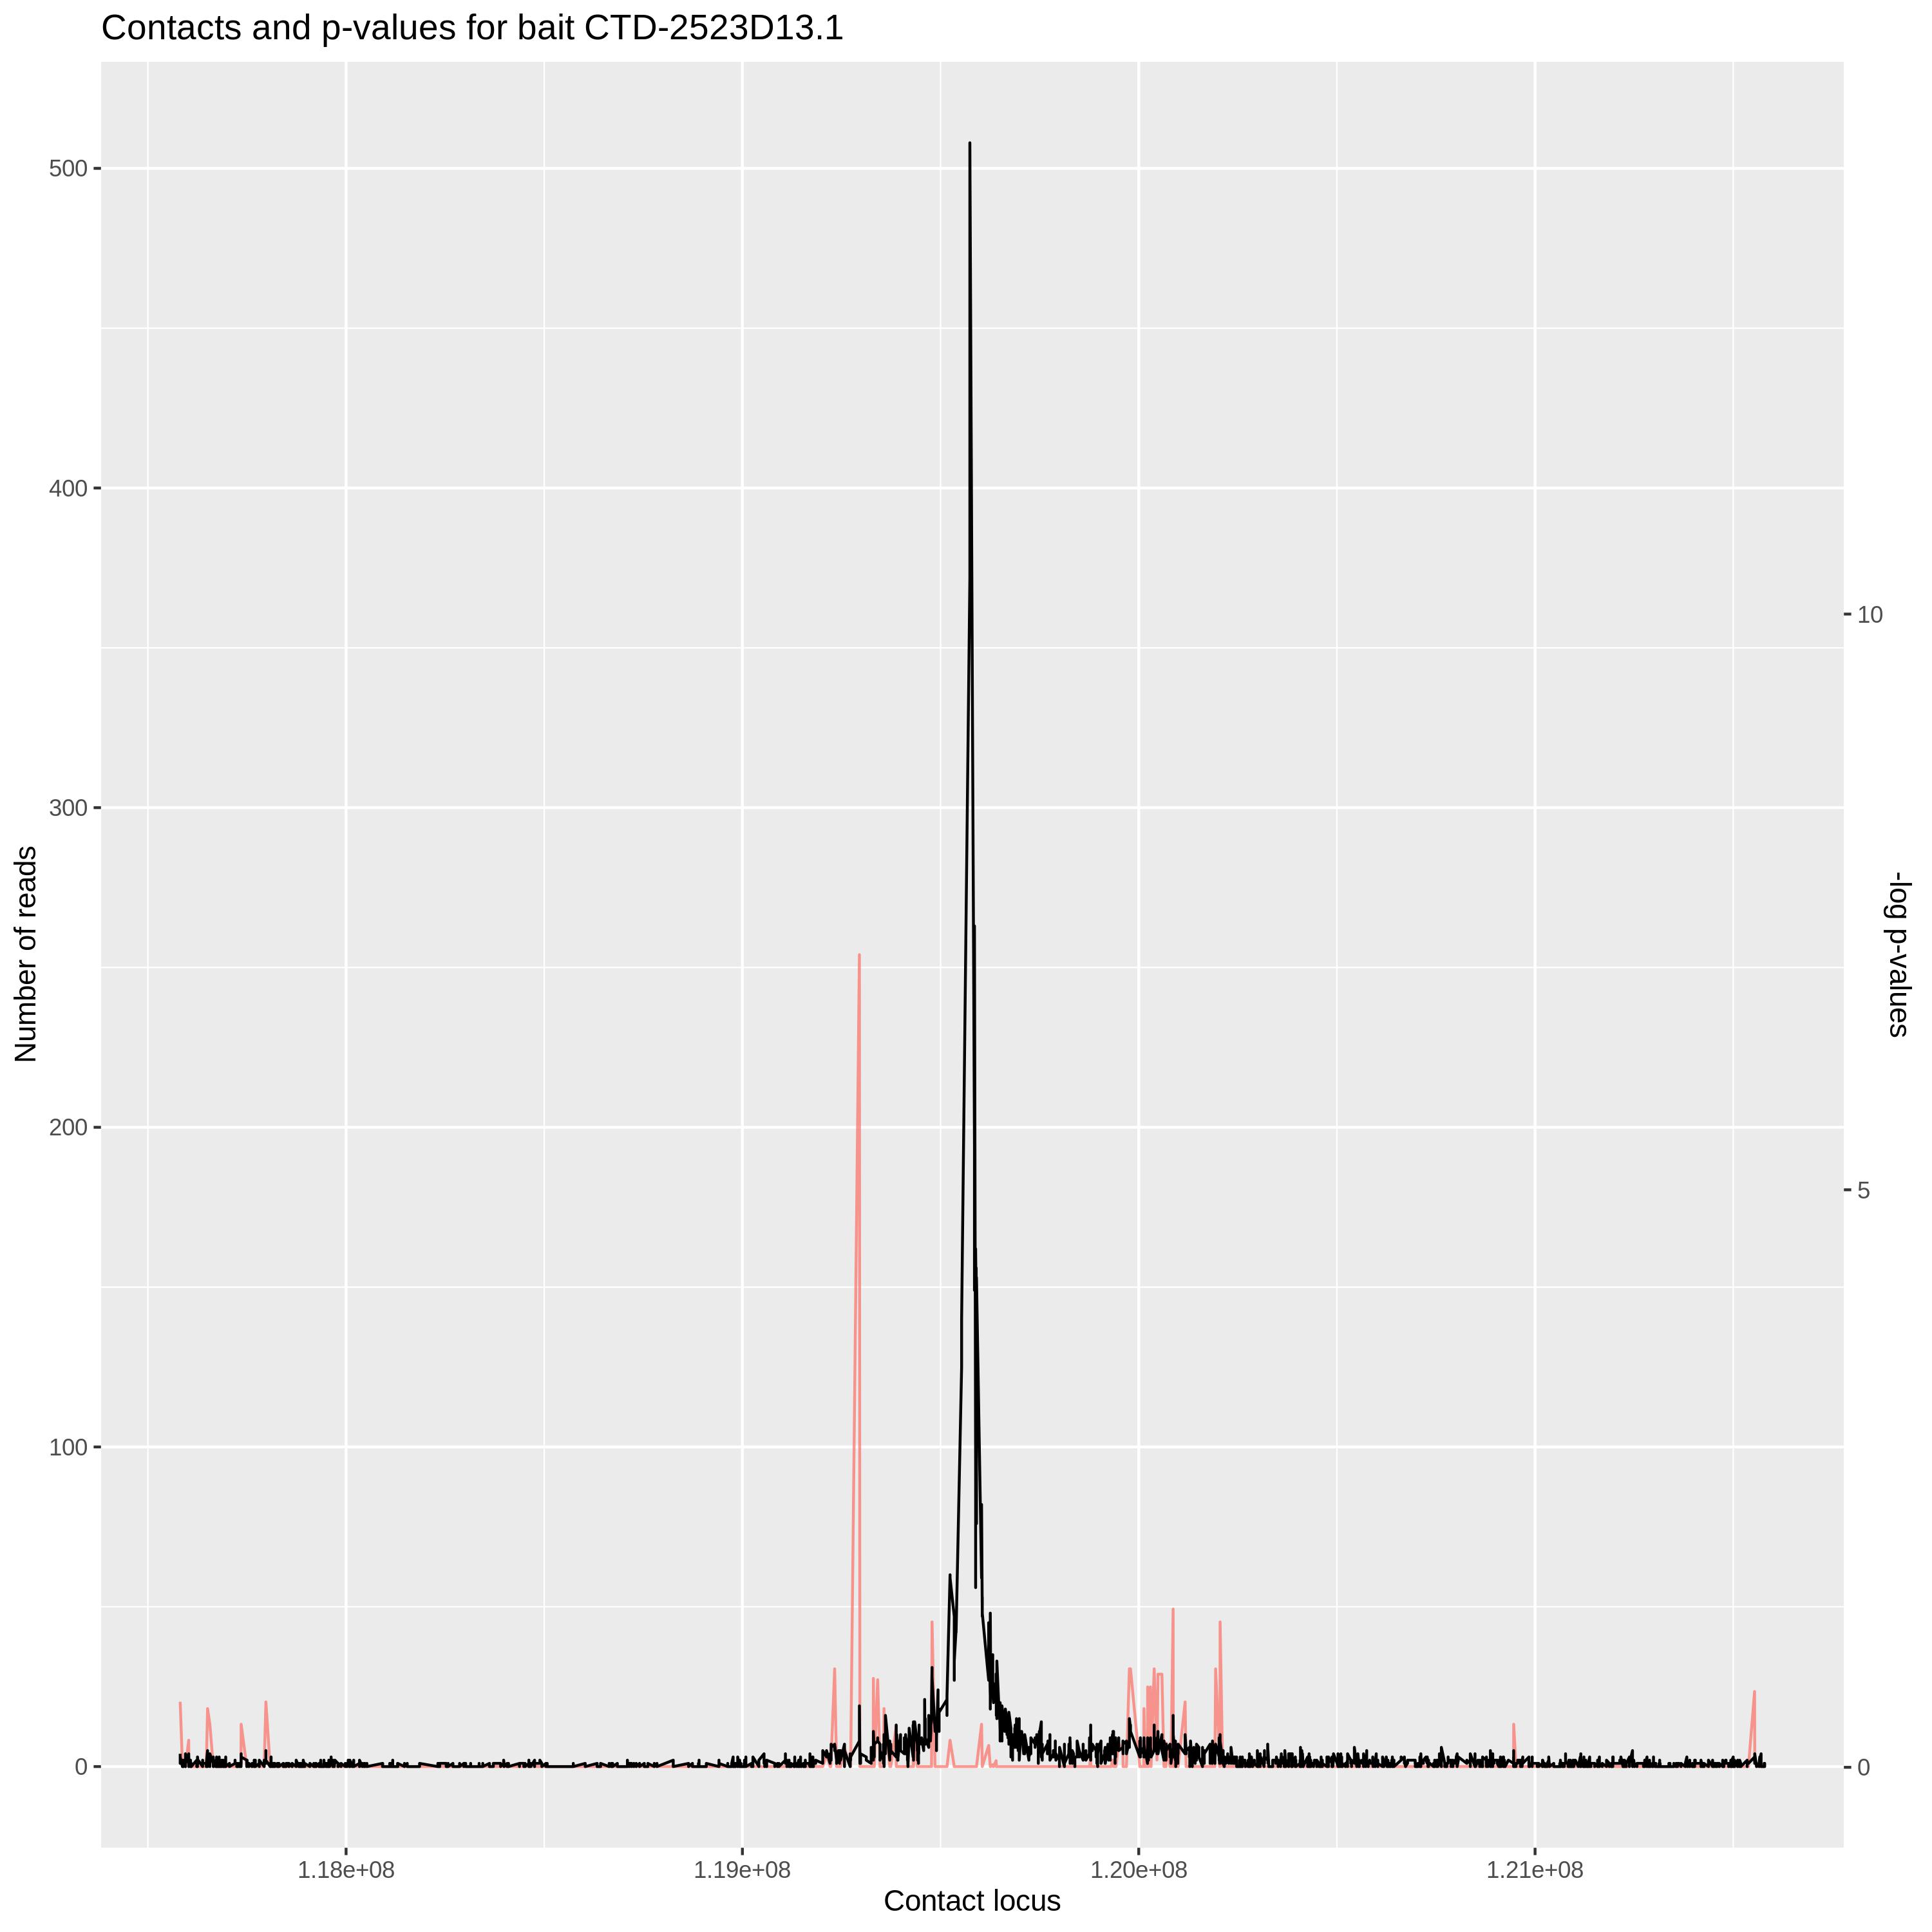 Contacts and p-values for bait CTD-2523D13.1
500
400
300
200
100
0
Number of reads
10
5
0
-log p-values
1.18e+08
1.19e+08
1.20e+08
1.21e+08
Contact locus